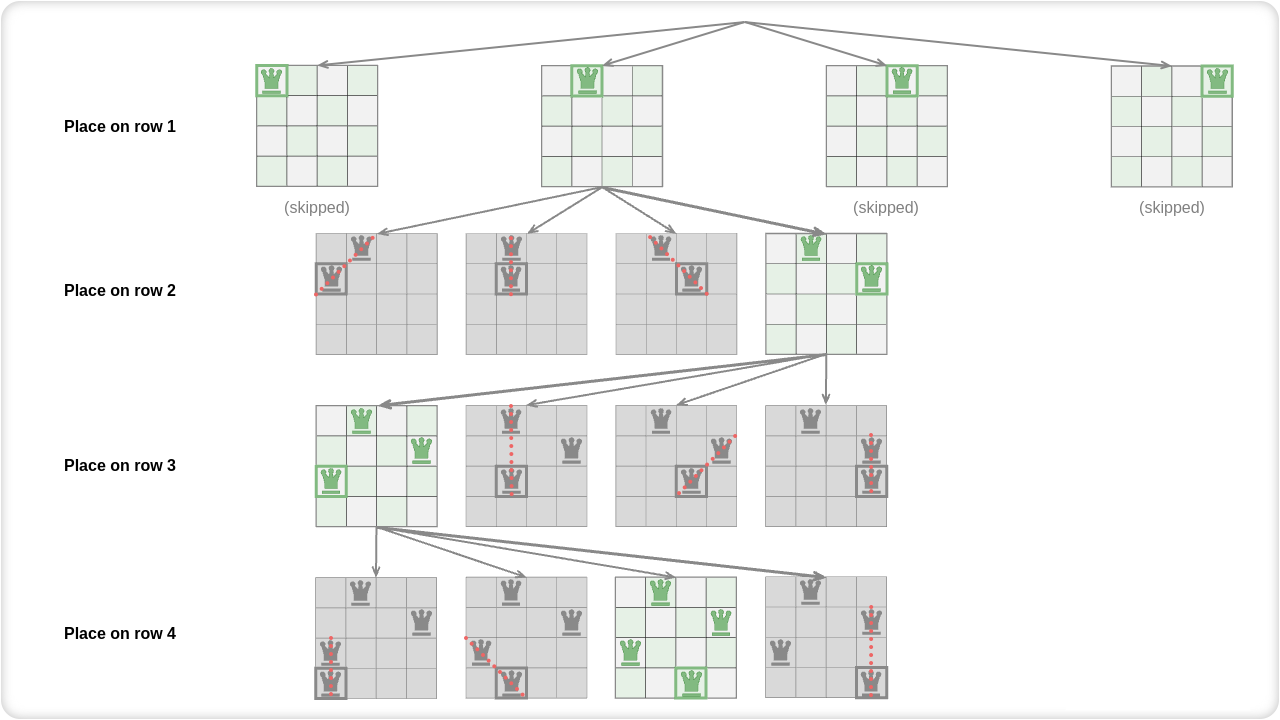 Place on row 1
(skipped)
(skipped)
(skipped)
Place on row 2
Place on row 3
Place on row 4